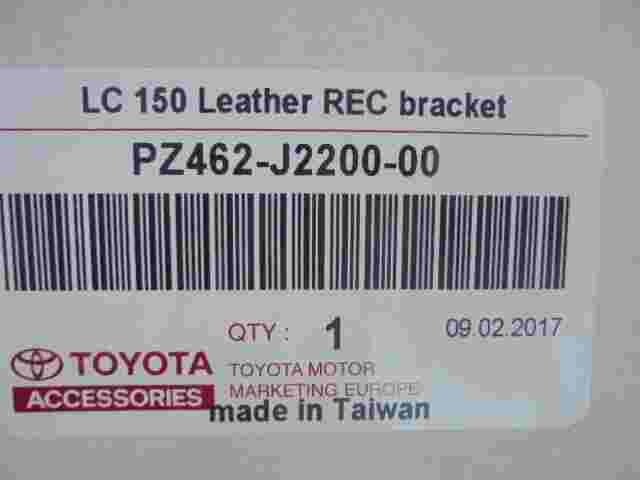 LC 150 Leather REC bracket
PZ462-J2200-00
QTY : 1
09.02.2017
TOYOTA
ACCESSORIES
TOYOTA MOTOR
MARKETING EUROPE
made in Taiwan